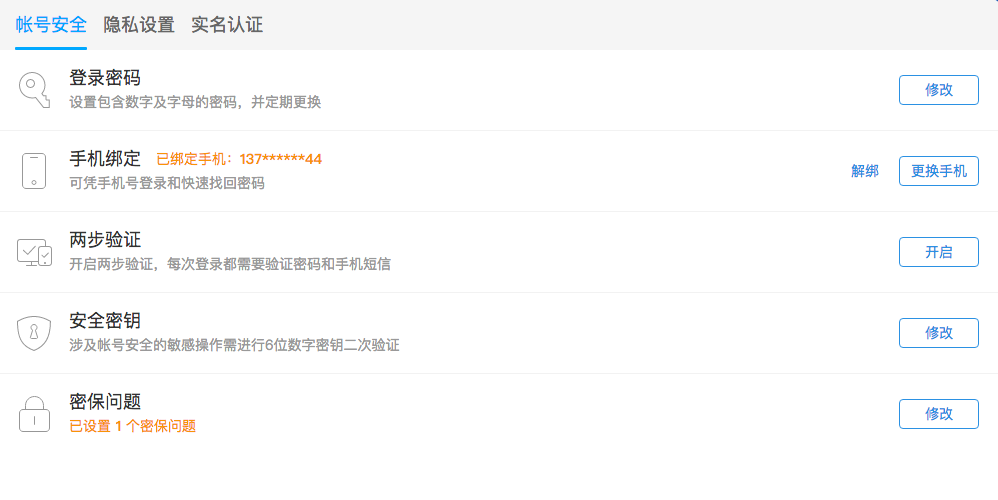 帐号安全 隐私设置 实名认证
登录密码
设置包含数字及字母的密码，并定期更换
修改
手机绑定 已绑定手机：137******44
可凭手机号登录和快速找回密码
解绑 更换手机
两步验证
开启两步验证，每次登录都需要验证密码和手机短信
开启
安全密钥
涉及帐号安全的敏感操作需进行6位数字密钥二次验证
修改
密保问题
已设置 1 个密保问题
修改